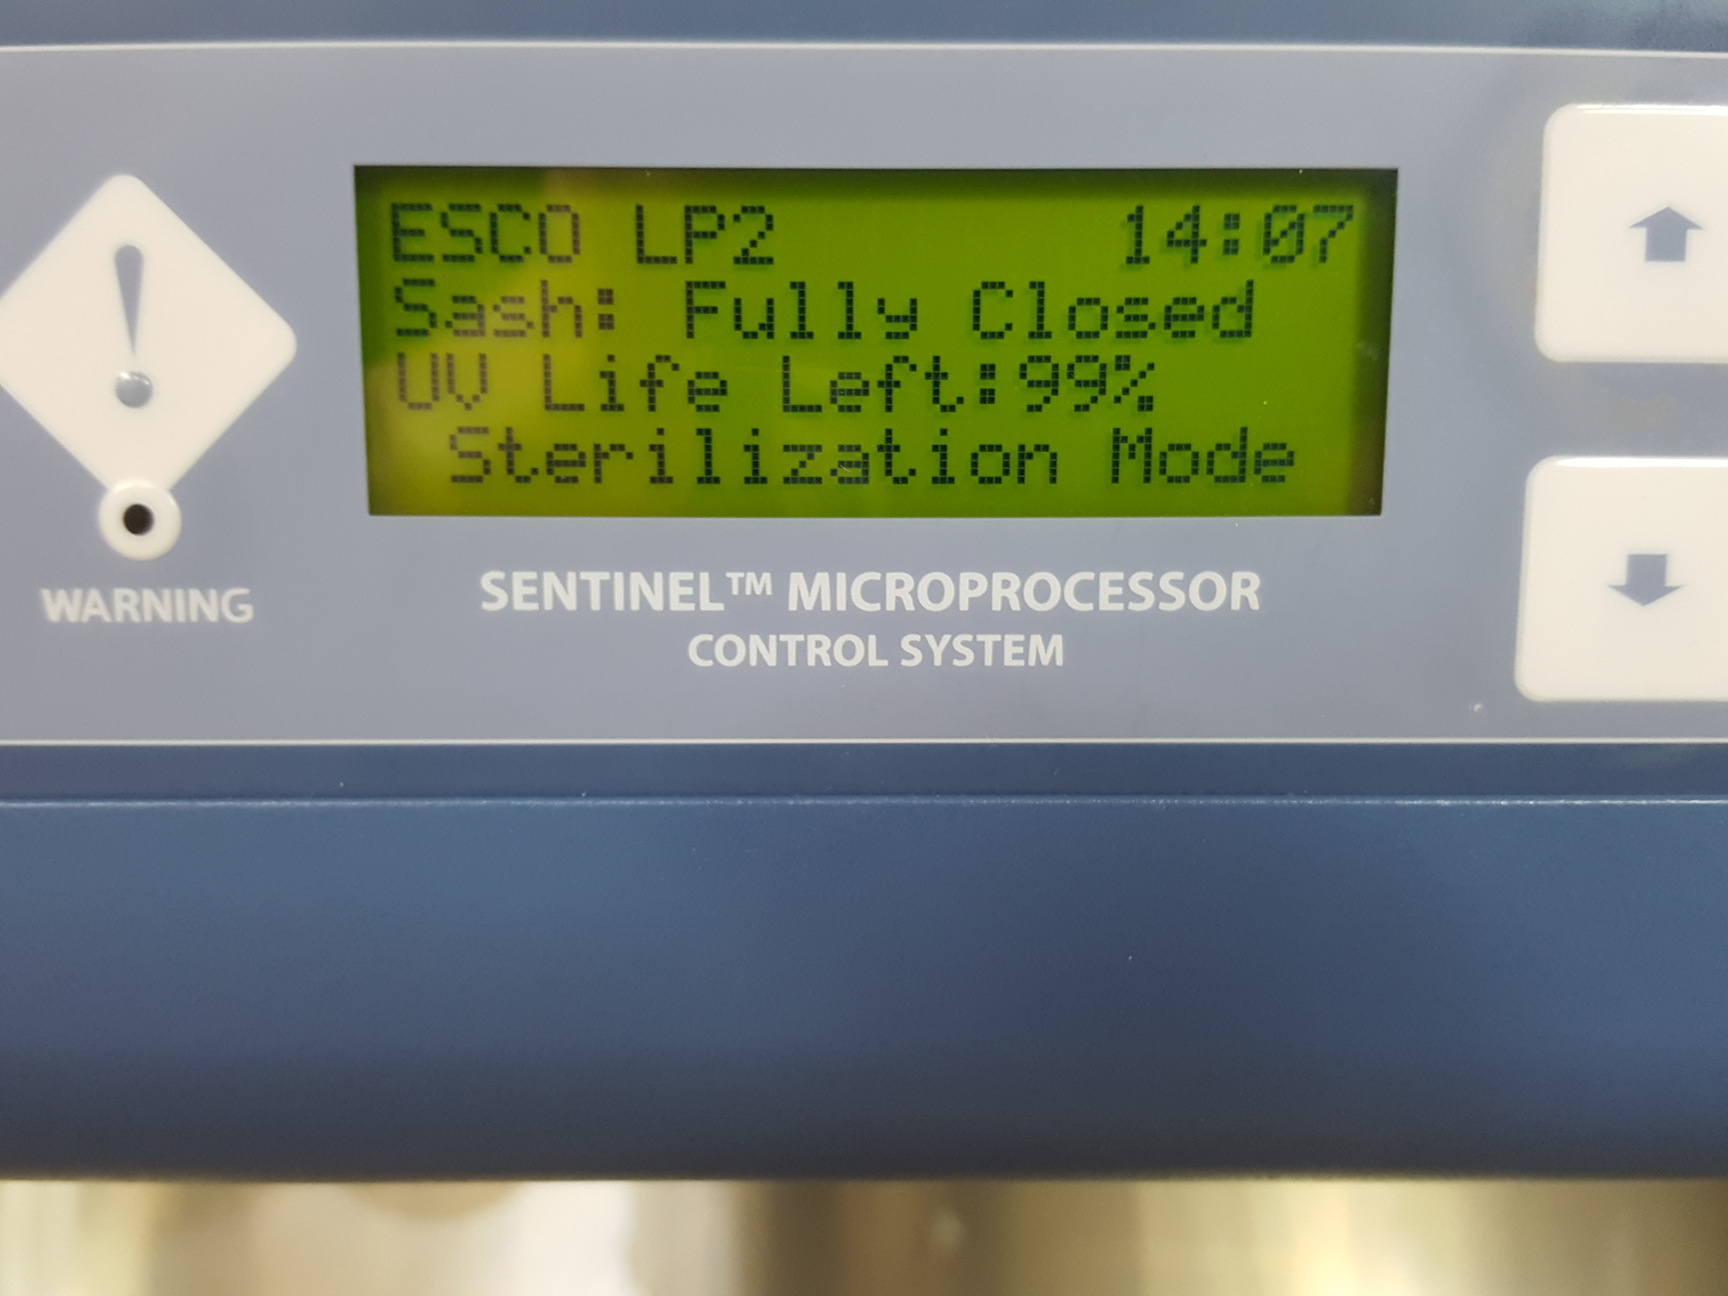 ESCO LP2 14:07
Sash: Fully Closed
UV Life Left:99%
Sterilization Mode
!
WARNING
SENTINEL™ MICROPROCESSOR
CONTROL SYSTEM